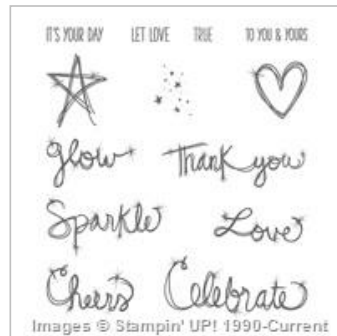 IT'S YOUR DAY LET LOVE TRUE TO YOU & YOURS
glow Thank you
Sparkle Love
Cheers Celebrate
Images © Stampin' UP! 1990-Current